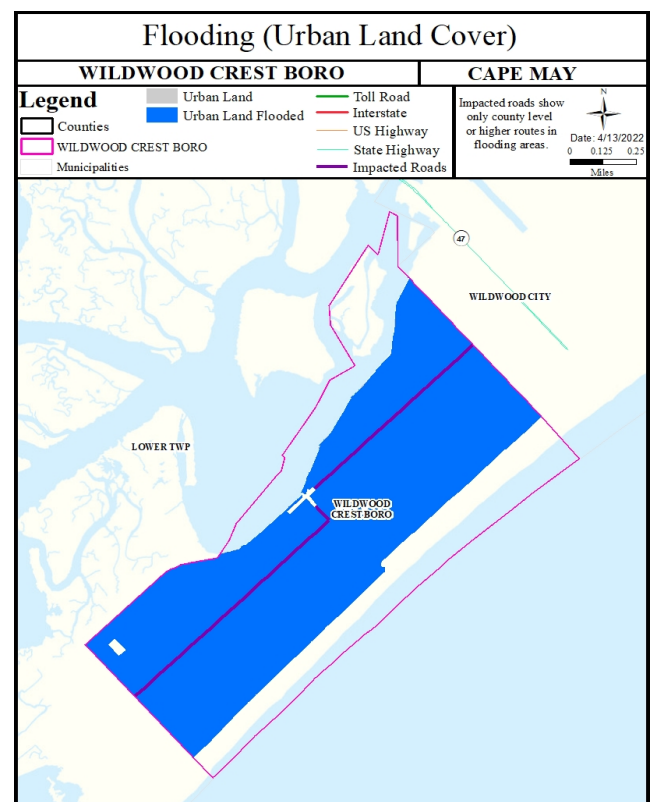 Flooding (Urban Land Cover)
WILDWOOD CREST BORO
CAPE MAY
Legend
Counties
WILDWOOD CREST BORO
Municipalities
Urban Land
Urban Land Flooded
Toll Road
Interstate
US Highway
State Highway
Impacted Roads
Impacted roads show
only county level
or higher routes in
flooding areas.
N
Date: 4/13/2022
0 0.125 0.25
Miles
47
WILDWOOD CITY
LOWER TWP
WILDWOOD
CREST BORO